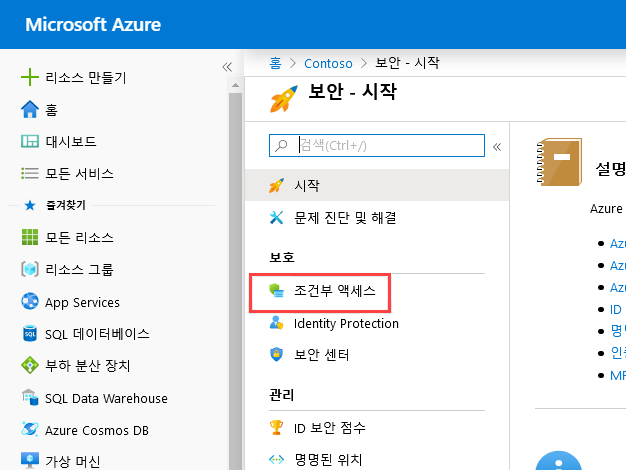 Microsoft Azure
리소스 만들기
홈
대시보드
모든 서비스
즐겨찾기
모든 리소스
리소스 그룹
App Services
SQL 데이터베이스
부하 분산 장치
SQL Data Warehouse
Azure Cosmos DB
가상 머신
홈 > Contoso > 보안 - 시작
보안 - 시작
검색(Ctrl+/)
시작
문제 진단 및 해결
보호
조건부 액세스
Identity Protection
보안 센터
관리
ID 보안 점수
명명된 위치
설명
Azure
Az
Az
Az
ID
명
인증
MF